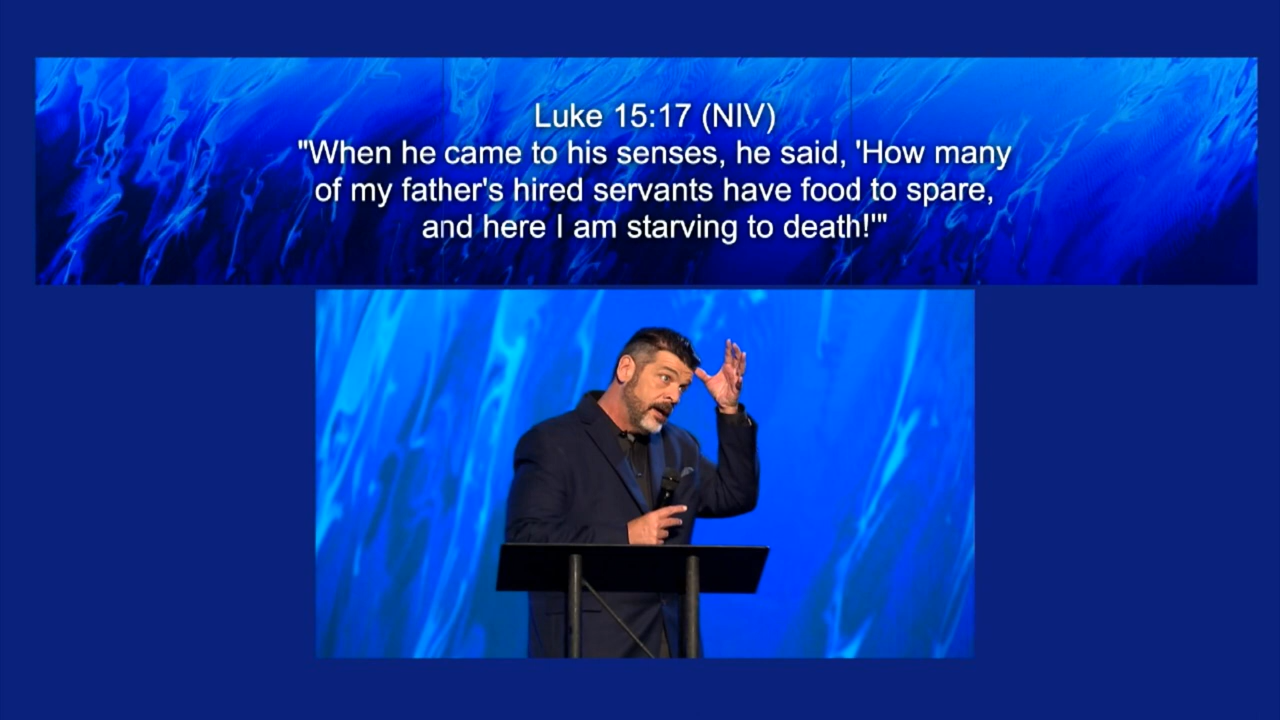 Luke 15:17 (NIV)
"When he came to his senses, he said, 'How many
of my father's hired servants have food to spare,
and here I am starving to death!'"